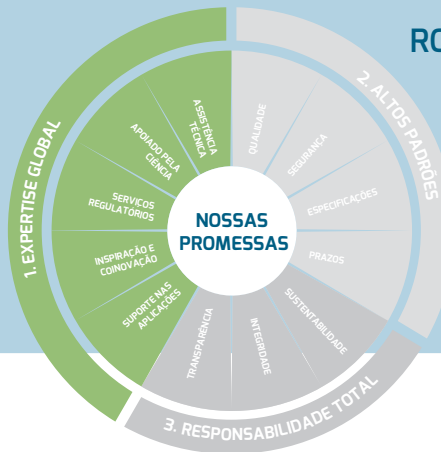 RO
1. EXPERTISE GLOBAL
2. ALTOS PADRÕES
3. RESPONSABILIDADE TOTAL
NOSSAS
PROMESSAS
ASSISTÊNCIA
TÉCNICA
APOIADO PELA
CIÊNCIA
SERVIÇOS
REGULATÓRIOS
INSPIRAÇÃO E
COINOVAÇÃO
SUPORTE NAS
APLICAÇÕES
QUALIDADE
SEGURANÇA
ESPECIFICAÇÕES
PRAZOS
SUSTENTABILIDADE
INTEGRIDADE
TRANSPARÊNCIA